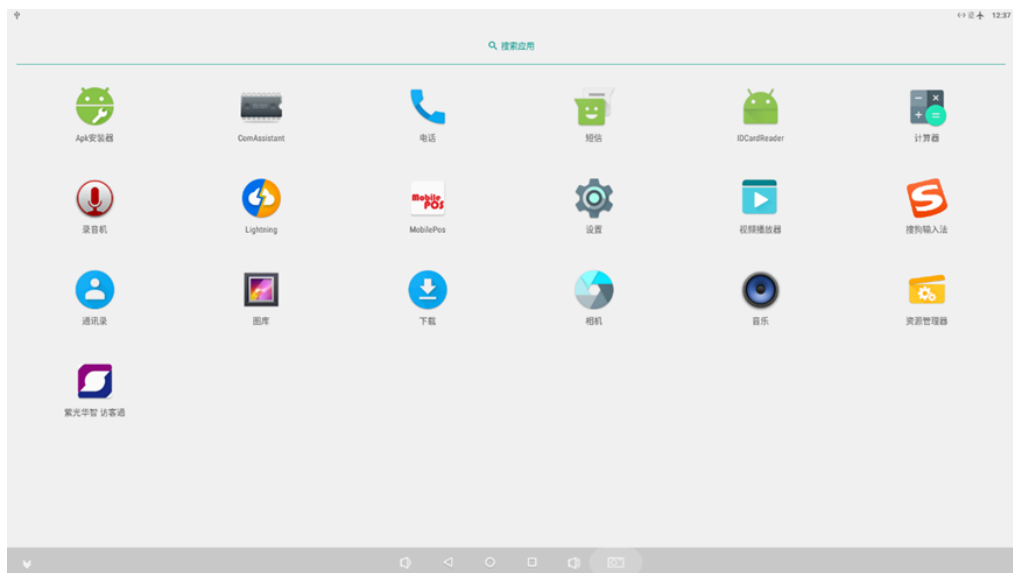 12:37
搜索应用
Apk安装器
ComAssistant
电话
短信
IDCardReader
计算器
录音机
Lightning
Mobile
POS
MobilePos
设置
视频播放器
搜狗输入法
通讯录
图库
下载
相机
音乐
资源管理器
紫光华智 访客通